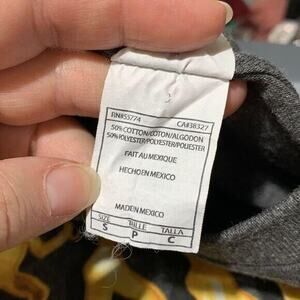 RN#55774 CA#38327
50%COTTON/COTON/ALGODON
50%POLYESTER/POLYESTER/POLIESTER
FAIT AU MEXIQUE
HECHO EN MEXICO
MADE IN MEXICO
SIZE TAILLE TALLA
S P C